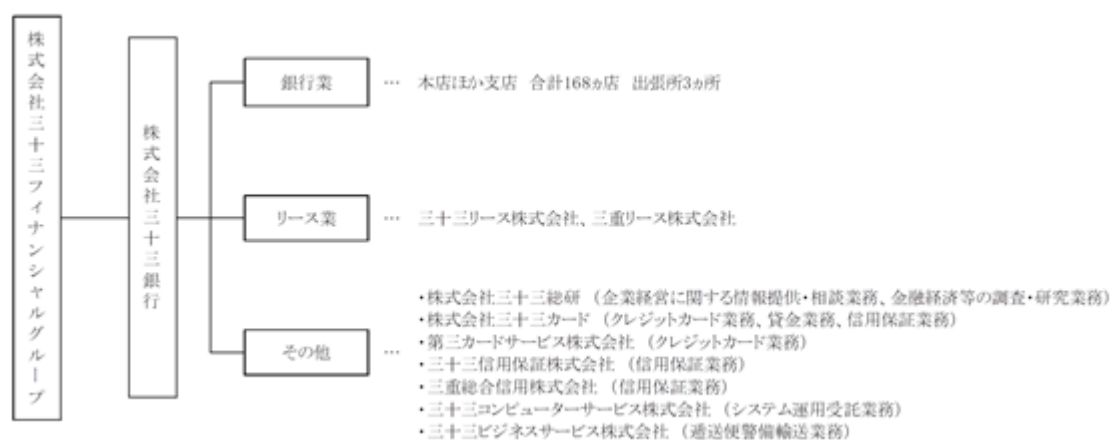 株式会社三十三フィナンシャルグループ
株式会社三十三銀行
銀行業 … 本店ほか支店 合計168ヵ店 出張所3ヵ所
リース業 … 三十三リース株式会社、三重リース株式会社
その他 …
・株式会社三十三総研 （企業経営に関する情報提供・相談業務、金融経済等の調査・研究業務）
・株式会社三十三カード （クレジットカード業務、貸金業務、信用保証業務）
・第三カードサービス株式会社 （クレジットカード業務）
・三十三信用保証株式会社 （信用保証業務）
・三重総合信用株式会社 （信用保証業務）
・三十三コンピューターサービス株式会社 （システム運用受託業務）
・三十三ビジネスサービス株式会社 （逓送便警備輸送業務）